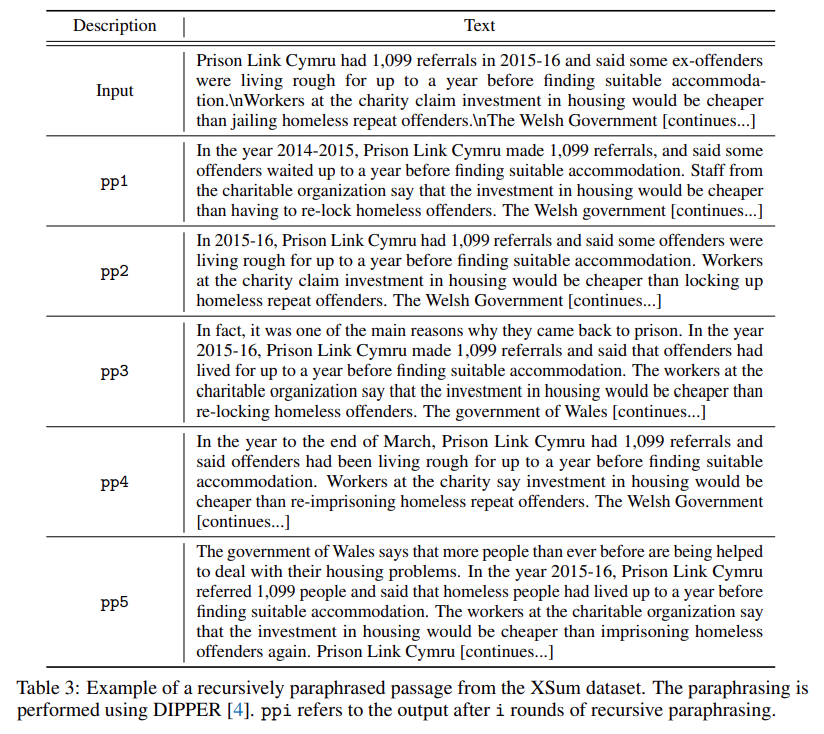 Description Text
Input
Prison Link Cymru had 1,099 referrals in 2015-16 and said some ex-offenders
were living rough for up to a year before finding suitable accommoda-
tion.\nWorkers at the charity claim investment in housing would be cheaper
than jailing homeless repeat offenders.\nThe Welsh Government [continues...]
pp1
In the year 2014-2015, Prison Link Cymru made 1,099 referrals, and said some
offenders waited up to a year before finding suitable accommodation. Staff from
the charitable organization say that the investment in housing would be cheaper
than having to re-lock homeless offenders. The Welsh government [continues...]
pp2
In 2015-16, Prison Link Cymru had 1,099 referrals and said some offenders were
living rough for up to a year before finding suitable accommodation. Workers
at the charity claim investment in housing would be cheaper than locking up
homeless repeat offenders. The Welsh Government [continues...]
pp3
In fact, it was one of the main reasons why they came back to prison. In the year
2015-16, Prison Link Cymru made 1,099 referrals and said that offenders had
lived for up to a year before finding suitable accommodation. The workers at the
charitable organization say that the investment in housing would be cheaper than
re-locking homeless offenders. The government of Wales [continues...]
pp4
In the year to the end of March, Prison Link Cymru had 1,099 referrals and
said offenders had been living rough for up to a year before finding suitable
accommodation. Workers at the charity say investment in housing would be
cheaper than re-imprisoning homeless repeat offenders. The Welsh Government
[continues...]
pp5
The government of Wales says that more people than ever before are being helped
to deal with their housing problems. In the year 2015-16, Prison Link Cymru
referred 1,099 people and said that homeless people had lived up to a year before
finding suitable accommodation. The workers at the charitable organization say
that the investment in housing would be cheaper than imprisoning homeless
offenders again. Prison Link Cymru [continues...]
Table 3: Example of a recursively paraphrased passage from the XSum dataset. The paraphrasing is
performed using DIPPER [4]. ppi refers to the output after i rounds of recursive paraphrasing.